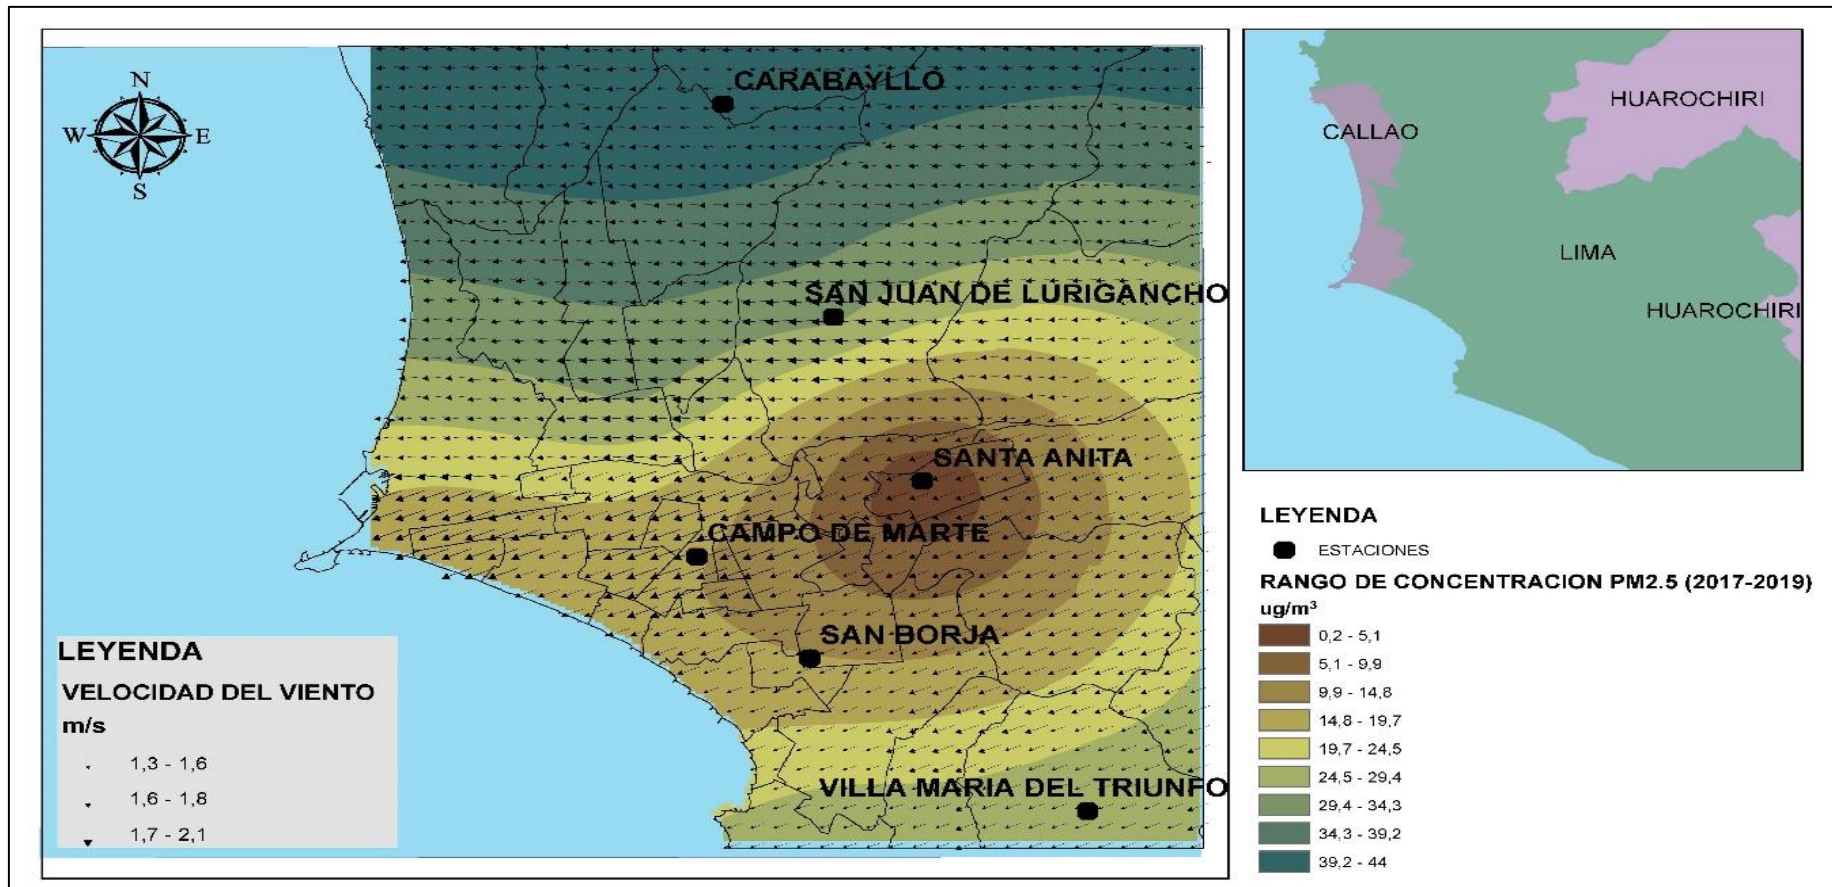 N
W E
S
CARABAYLLO
SAN JUAN DE LURIGANCHO
SANTA ANITA
CAMPO DE MARTE
SAN BORJA
VILLA MARIA DEL TRIUNFO
LEYENDA
VELOCIDAD DEL VIENTO
m/s
1,3 - 1,6
1,6 - 1,8
1,7 - 2,1
HUAROCHIRI
CALLAO
LIMA
HUAROCHIRI
LEYENDA
ESTACIONES
RANGO DE CONCENTRACION PM2.5 (2017-2019)
ug/m³
0,2 - 5,1
5,1 - 9,9
9,9 - 14,8
14,8 - 19,7
19,7 - 24,5
24,5 - 29,4
29,4 - 34,3
34,3 - 39,2
39,2 - 44